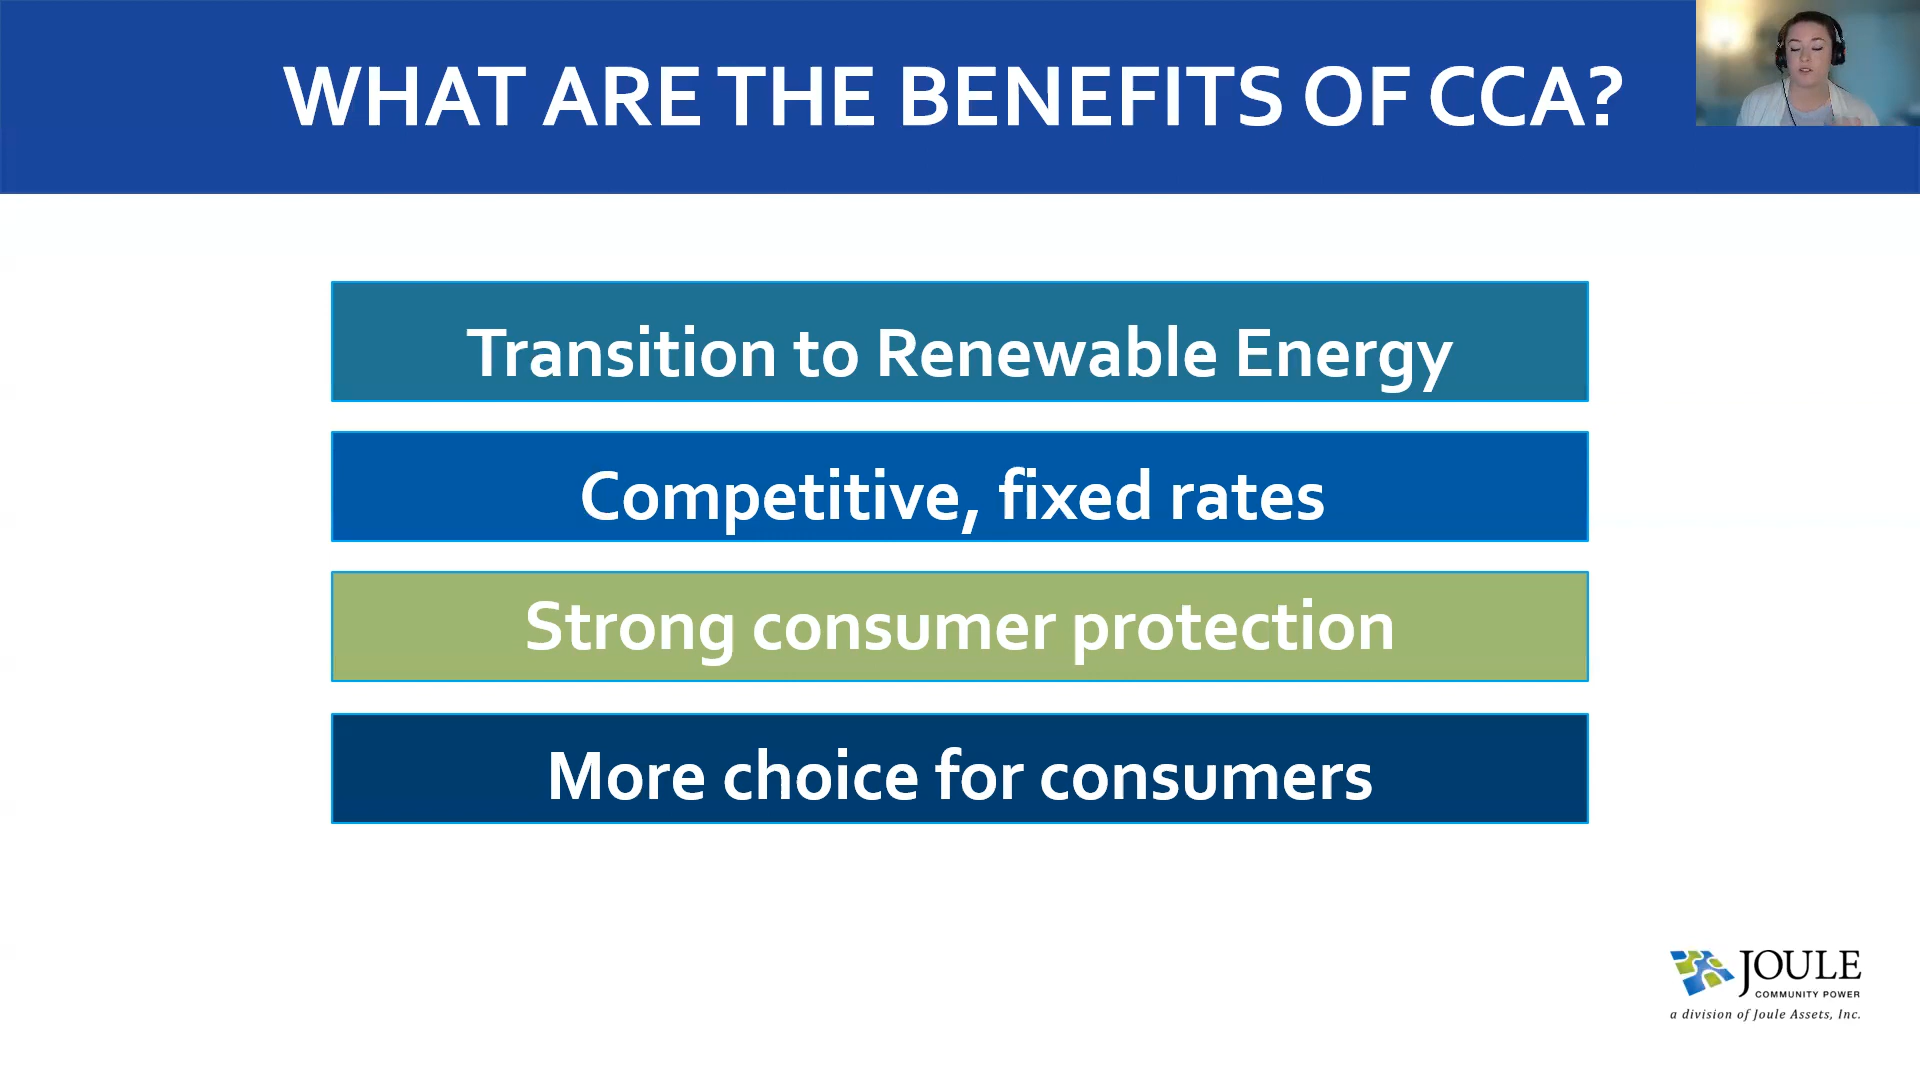 WHAT ARE THE BENEFITS OF CCA?
Transition to Renewable Energy
Competitive, fixed rates
Strong consumer protection
More choice for consumers
JOULE
COMMUNITY POWER
a division of Joule Assets, Inc.